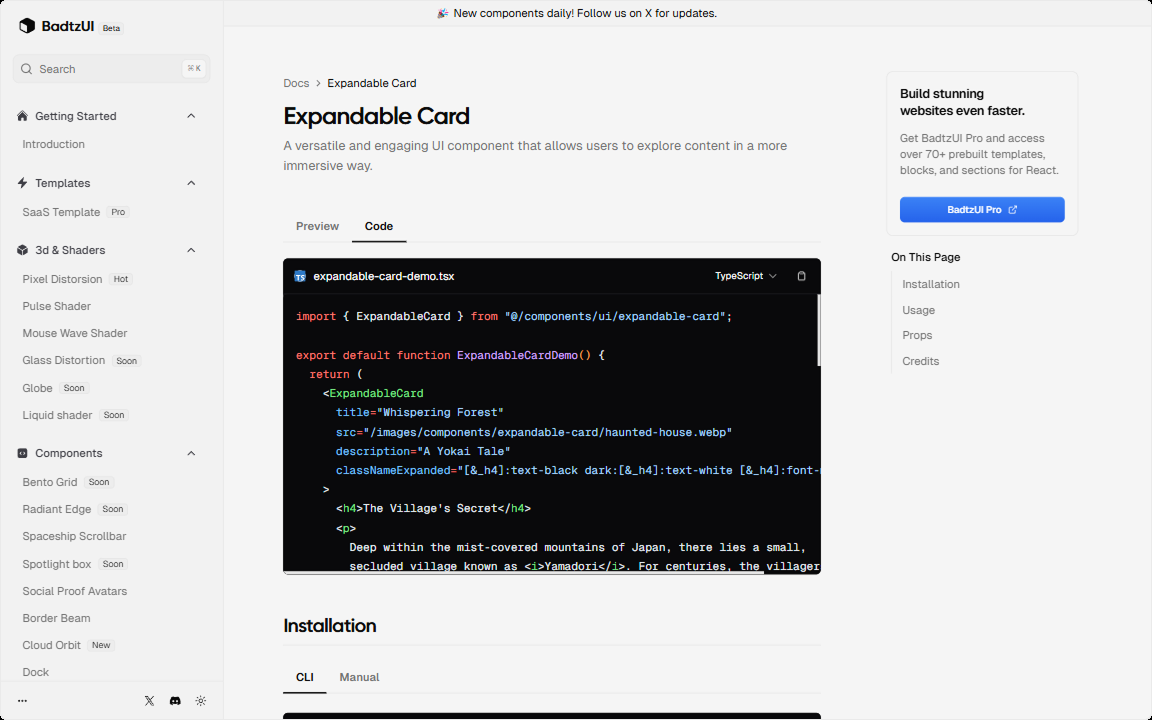 BadtzUI Beta
Search ⌘K
Getting Started
Introduction
Templates
SaaS Template Pro
3d & Shaders
Pixel Distorsion Hot
Pulse Shader
Mouse Wave Shader
Glass Distortion Soon
Globe Soon
Liquid shader Soon
Components
Bento Grid Soon
Radiant Edge Soon
Spaceship Scrollbar
Spotlight box Soon
Social Proof Avatars
Border Beam
Cloud Orbit New
Dock
🎉 New components daily! Follow us on X for updates.
Docs > Expandable Card
Expandable Card
A versatile and engaging UI component that allows users to explore content in a more
immersive way.
Preview Code
TS expandable-card-demo.tsx TypeScript
import { ExpandableCard } from "@/components/ui/expandable-card";
export default function ExpandableCardDemo() {
return (
<ExpandableCard
title="Whispering Forest"
src="/images/components/expandable-card/haunted-house.webp"
description="A Yokai Tale"
classNameExpanded="[&_h4]:text-black dark:[&_h4]:text-white [&_h4]:font-
>
<h4>The Village's Secret</h4>
<p>
Deep within the mist-covered mountains of Japan, there lies a small,
secluded village known as <i>Yamadori</i>. For centuries, the villager
Installation
CLI Manual
Build stunning
websites even faster.
Get BadtzUI Pro and access
over 70+ prebuilt templates,
blocks, and sections for React.
BadtzUI Pro
On This Page
Installation
Usage
Props
Credits